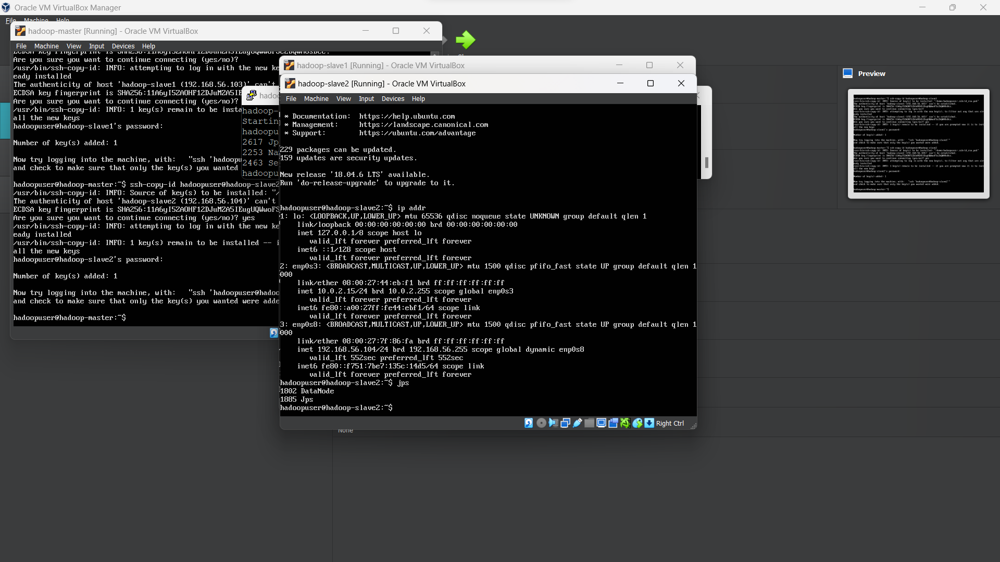 Oracle VM VirtualBox Manager
File Machine Help
hadoop-master [Running] - Oracle VM VirtualBox
File Machine View Input Devices Help
Are you sure you want to continue connecting (yes/no)?
/usr/bin/ssh-copy-id: INFO: attempting to log in with the new ke
eady installed
The authenticity of host 'hadoop-slave1 (192.168.56.103)' can't
ECDSA key fingerprint is SHA256:11A6yI5ZAOHF12DJuMZA5IE
Are you sure you want to continue connecting (yes/no)?
/usr/bin/ssh-copy-id: INFO: 1 key(s) remain to be insta
all the new keys
hadoopuser@hadoop-slave1's password:
Number of key(s) added: 1
Now try logging into the machine, with: "ssh 'hadoopu
and check to make sure that only the key(s) you wanted
hadoopuser@hadoop-master:~$ ssh-copy-id hadoopuser@hadoop-slave2
/usr/bin/ssh-copy-id: INFO: Source of key(s) to be installed: "/
The authenticity of host 'hadoop-slave2 (192.168.56.104)' can't
ECDSA key fingerprint is SHA256:11A6yI5ZAOHF12DJuMZA5IEugUQWwoFS
Are you sure you want to continue connecting (yes/no)? yes
/usr/bin/ssh-copy-id: INFO: attempting to log in with the new ke
eady installed
/usr/bin/ssh-copy-id: INFO: 1 key(s) remain to be installed -- i
all the new keys
hadoopuser@hadoop-slave2's password:
Number of key(s) added: 1
Now try logging into the machine, with: "ssh 'hadoopuser@hadoo
and check to make sure that only the key(s) you wanted were adde
hadoopuser@hadoop-master:~$
hadoo
hadoop-
Startin
hadoopu
2617 Jp
2253 Na
2463 Se
hadoopu
hadoop-slave1 [Running] - Oracle VM VirtualBox
hadoop-slave2 [Running] - Oracle VM VirtualBox
File Machine View Input Devices Help
* Documentation: https://help.ubuntu.com
* Management: https://landscape.canonical.com
* Support: https://ubuntu.com/advantage
229 packages can be updated.
159 updates are security updates.
New release '18.04.6 LTS' available.
Run 'do-release-upgrade' to upgrade to it.
hadoopuser@hadoop-slave2:~$ ip addr
1: lo: <LOOPBACK,UP,LOWER_UP> mtu 65536 qdisc noqueue state UNKNOWN group default qlen 1
link/loopback 00:00:00:00:00:00 brd 00:00:00:00:00:00
inet 127.0.0.1/8 scope host lo
valid_lft forever preferred_lft forever
inet6 ::1/128 scope host
valid_lft forever preferred_lft forever
2: enp0s3: <BROADCAST,MULTICAST,UP,LOWER_UP> mtu 1500 qdisc pfifo_fast state UP group default qlen 1
000
link/ether 08:00:27:44:eb:f1 brd ff:ff:ff:ff:ff:ff
inet 10.0.2.15/24 brd 10.0.2.255 scope global enp0s3
valid_lft forever preferred_lft forever
inet6 fe80::a00:27ff:fe44:ebf1/64 scope link
valid_lft forever preferred_lft forever
3: enp0s8: <BROADCAST,MULTICAST,UP,LOWER_UP> mtu 1500 qdisc pfifo_fast state UP group default qlen 1
000
link/ether 08:00:27:7f:86:fa brd ff:ff:ff:ff:ff:ff
inet 192.168.56.104/24 brd 192.168.56.255 scope global dynamic enp0s8
valid_lft 552sec preferred_lft 552sec
inet6 fe80::f751:7be7:135c:14d5/64 scope link
valid_lft forever preferred_lft forever
hadoopuser@hadoop-slave2:~$ jps
1802 DataNode
1885 Jps
hadoopuser@hadoop-slave2:~$
Right Ctrl
None
Preview